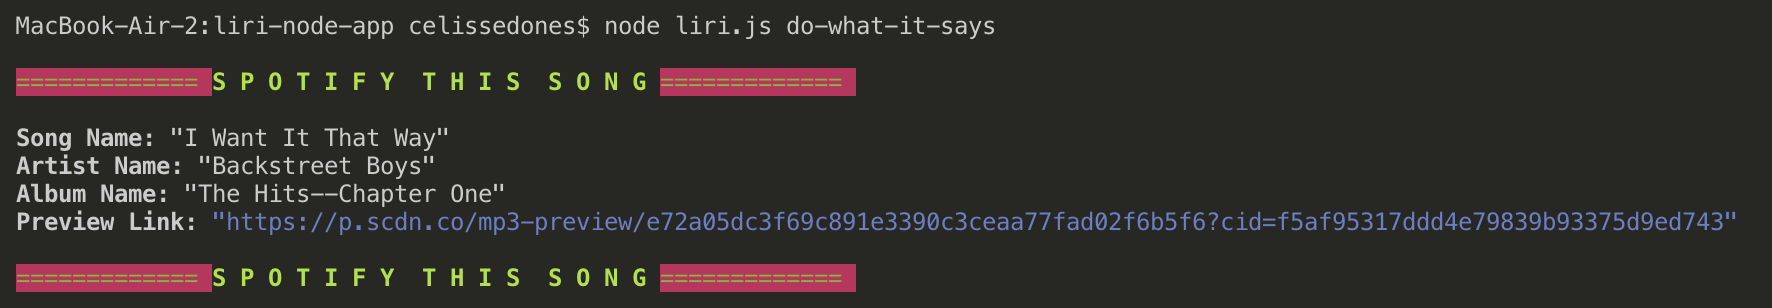 MacBook-Air-2:liri-node-app celissedones$ node liri.js do-what-it-says
============= S P O T I F Y  T H I S  S O N G =============
Song Name: "I Want It That Way"
Artist Name: "Backstreet Boys"
Album Name: "The Hits--Chapter One"
Preview Link: "https://p.scdn.co/mp3-preview/e72a05dc3f69c891e3390c3ceaa77fad02f6b5f6?cid=f5af95317ddd4e79839b93375d9ed743"
============= S P O T I F Y  T H I S  S O N G =============